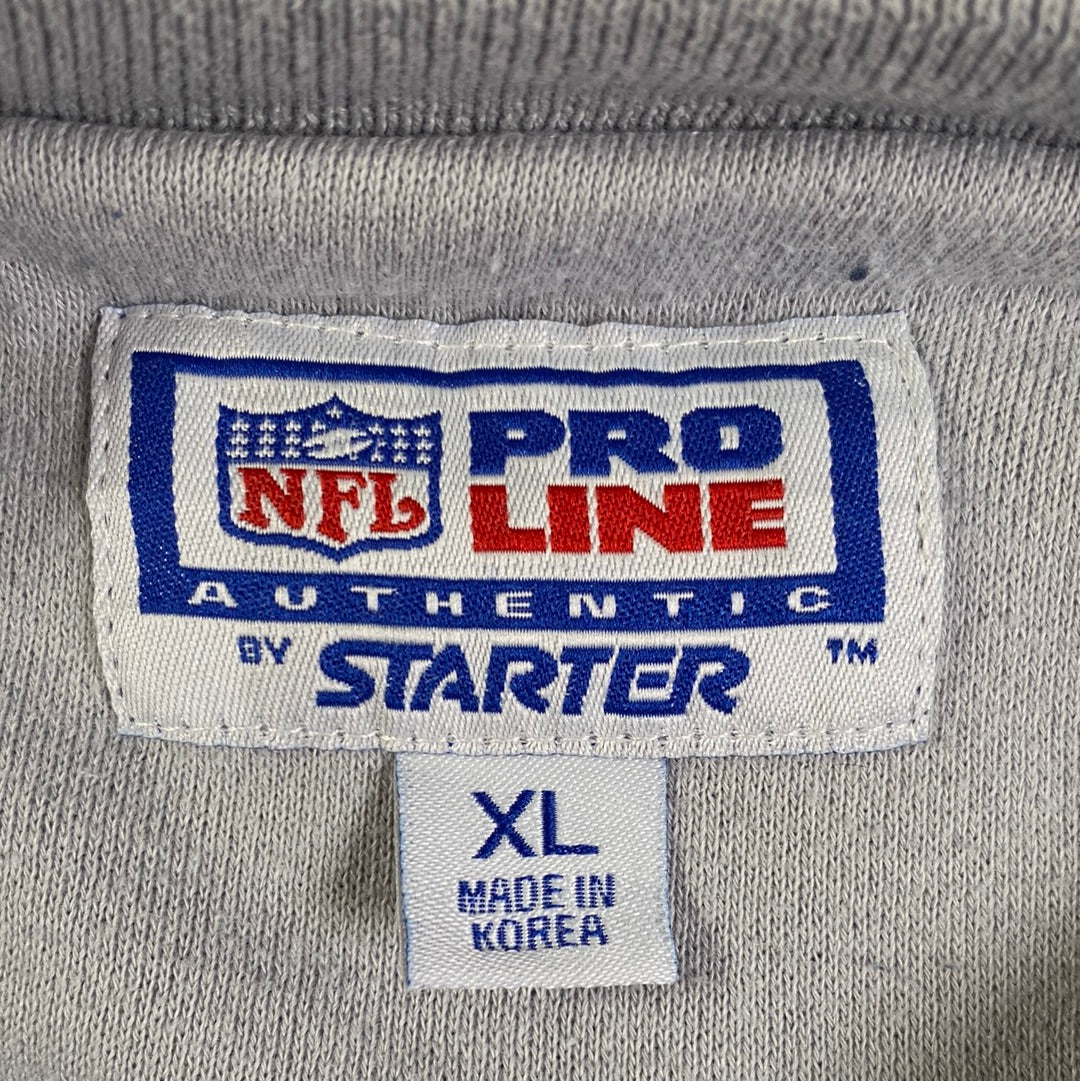 NFL
PRO
LINE
AUTHENTIC
BY STARTER ™
XL
MADE IN
KOREA